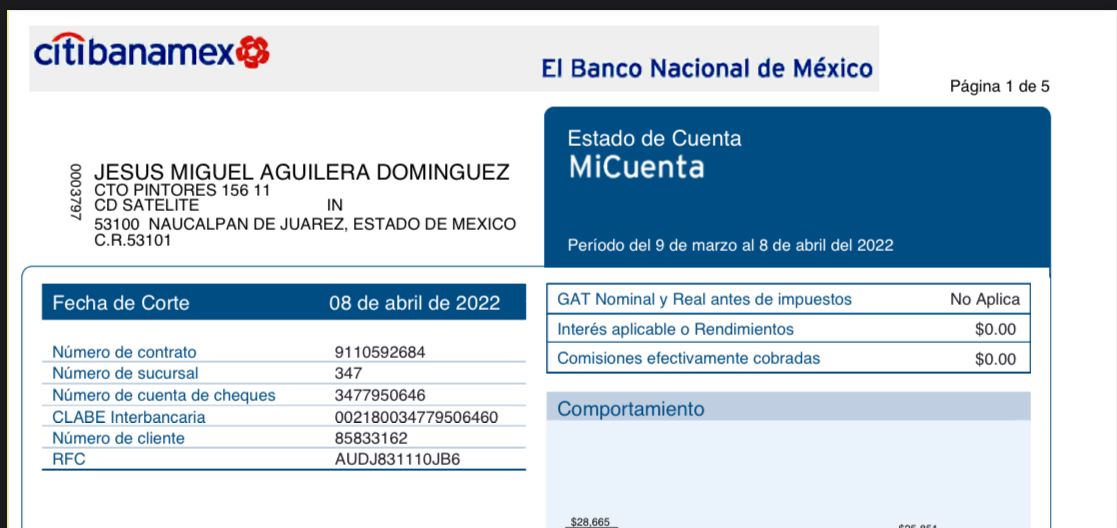 citibanamex
El Banco Nacional de México
Página 1 de 5
Estado de Cuenta
MiCuenta
Período del 9 de marzo al 8 de abril del 2022
0003797
JESUS MIGUEL AGUILERA DOMINGUEZ
CTO PINTORES 156 11
CD SATELITE IN
53100 NAUCALPAN DE JUAREZ, ESTADO DE MEXICO
C.R.53101
Fecha de Corte 08 de abril de 2022
Número de contrato 9110592684
Número de sucursal 347
Número de cuenta de cheques 3477950646
CLABE Interbancaria 002180034779506460
Número de cliente 85833162
RFC AUDJ831110JB6
GAT Nominal y Real antes de impuestos No Aplica
Interés aplicable o Rendimientos $0.00
Comisiones efectivamente cobradas $0.00
Comportamiento
$28,665